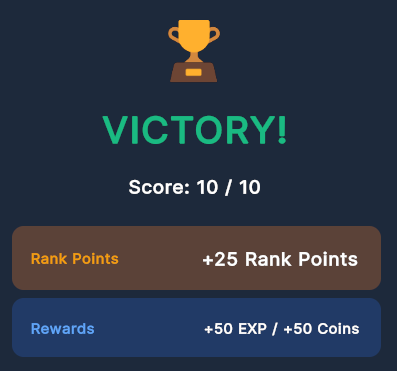 VICTORY!
Score: 10 / 10
Rank Points +25 Rank Points
Rewards +50 EXP / +50 Coins